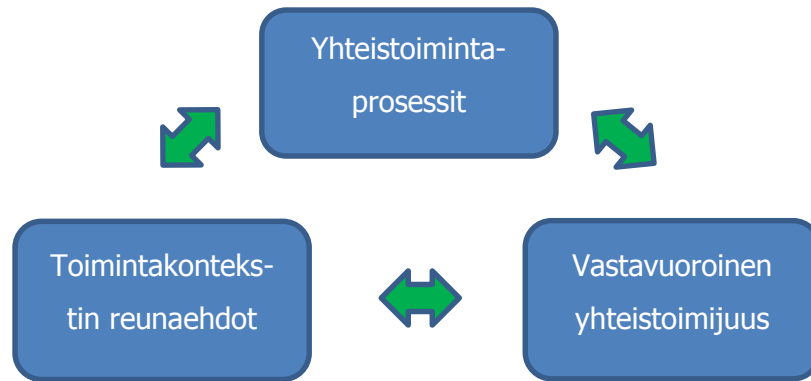 Yhteistoiminta-
prosessit
Toimintakonteks-
tin reunaehdot
Vastavuoroinen
yhteistoimijuus